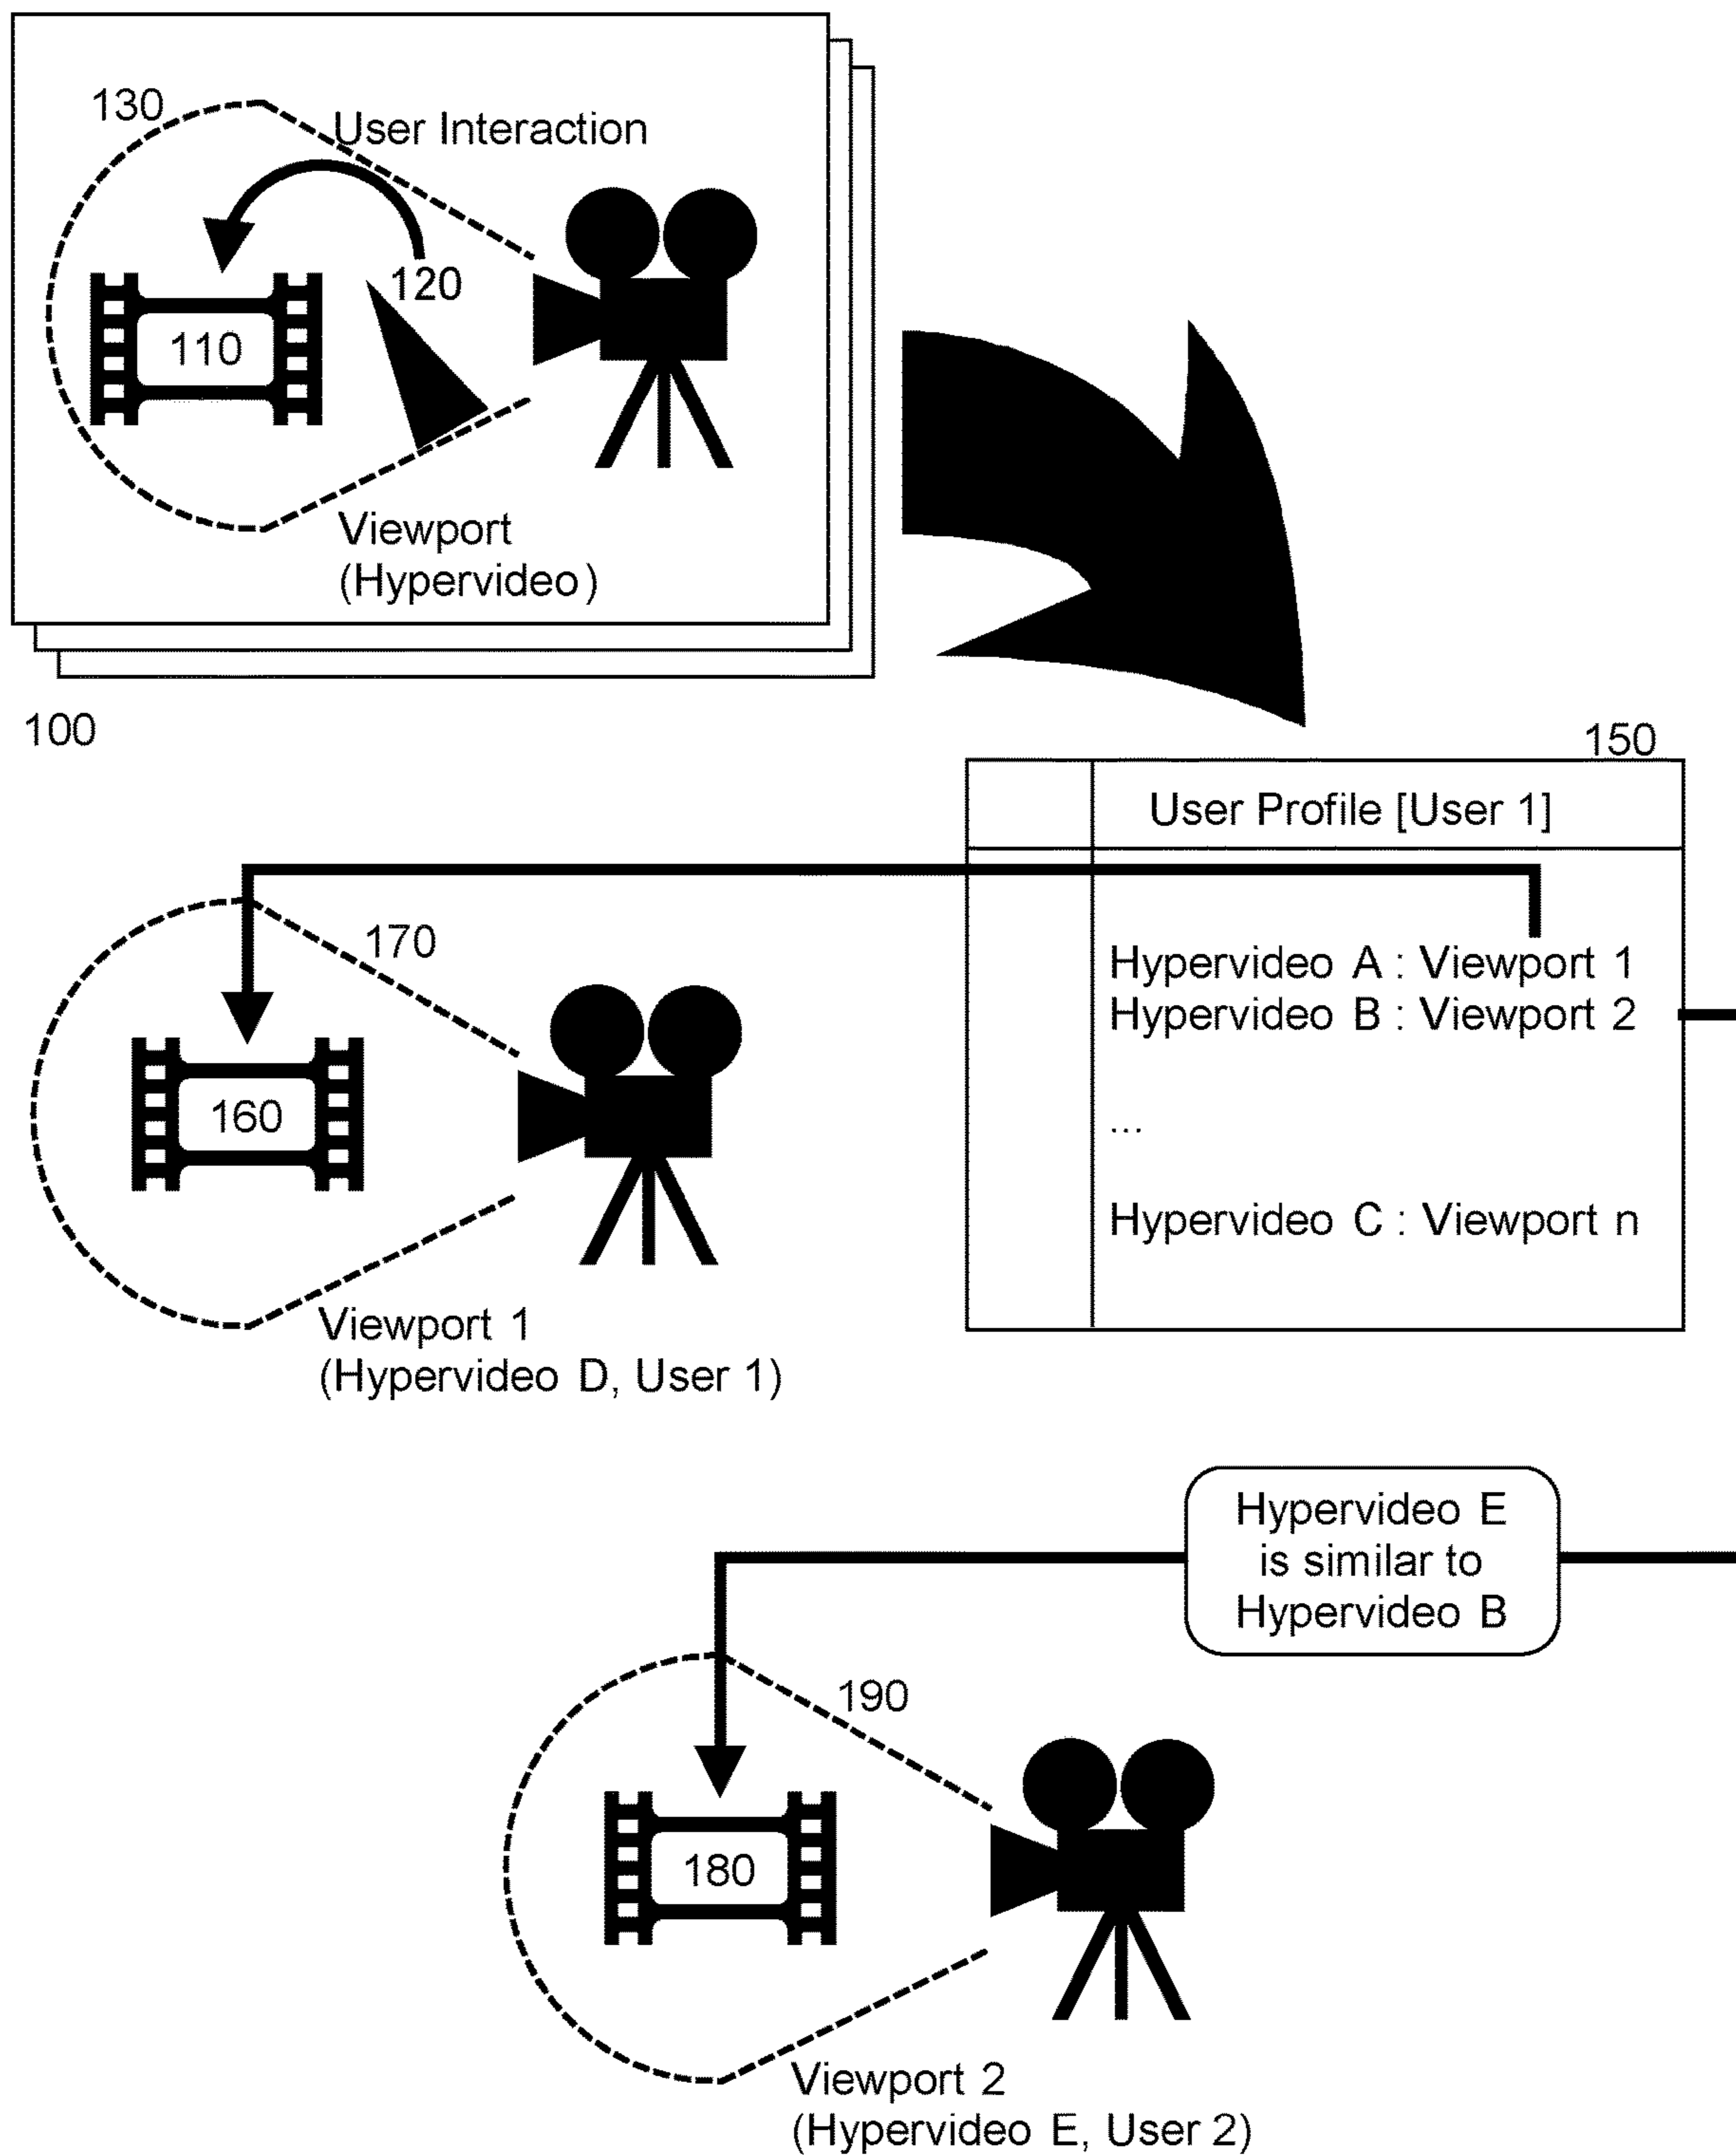 130
User Interaction
120
110
Viewport
(Hypervideo)
100
150
User Profile [User 1]
170
Hypervideo A : Viewport 1
Hypervideo B : Viewport 2
160
...
Hypervideo C : Viewport n
Viewport 1
(Hypervideo D, User 1)
Hypervideo E
is similar to
Hypervideo B
190
180
Viewport 2
(Hypervideo E, User 2)